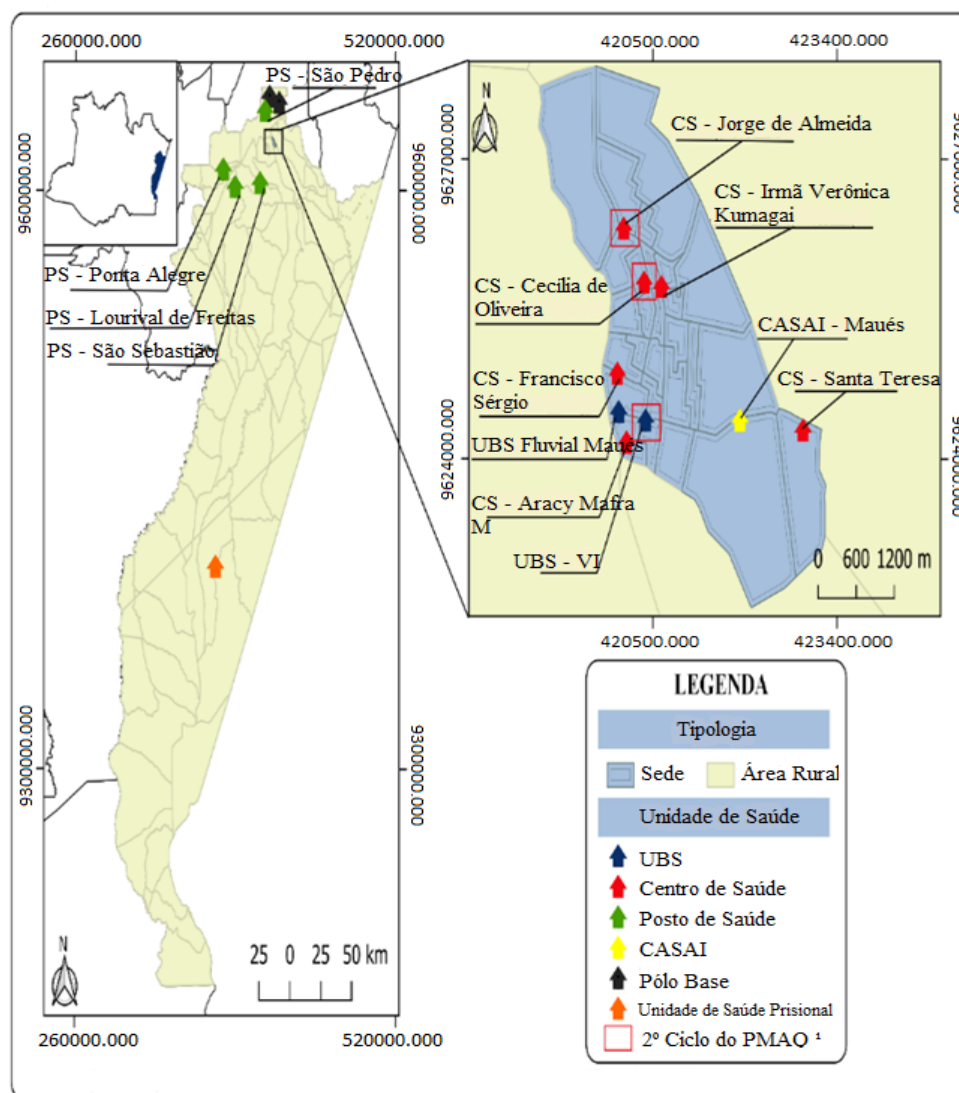 260000.000
520000.000
420500.000
423400.000
PS - São Pedro
N
CS - Jorge de Almeida
9627000.000
9600000.000
9600000.000
CS - Irmã Verônica
Kumagai
PS - Ponta Alegre
CS - Cecília de
Oliveira
PS - Lourival de Freitas
CASAI - Maués
PS - São Sebastião
CS - Francisco
Sérgio
CS - Santa Teresa
UBS Fluvial Maués
9624000.000
9624000.000
CS - Aracy Mafra
M
UBS - VI
0 600 1200 m
420500.000
423400.000
LEGENDA
Tipologia
Sede
Área Rural
Unidade de Saúde
UBS
Centro de Saúde
Posto de Saúde
CASAI
Pólo Base
Unidade de Saúde Prisional
2º Ciclo do PMAQ ¹
9300000.000
9300000.000
N
25 0 25 50 km
260000.000
520000.000